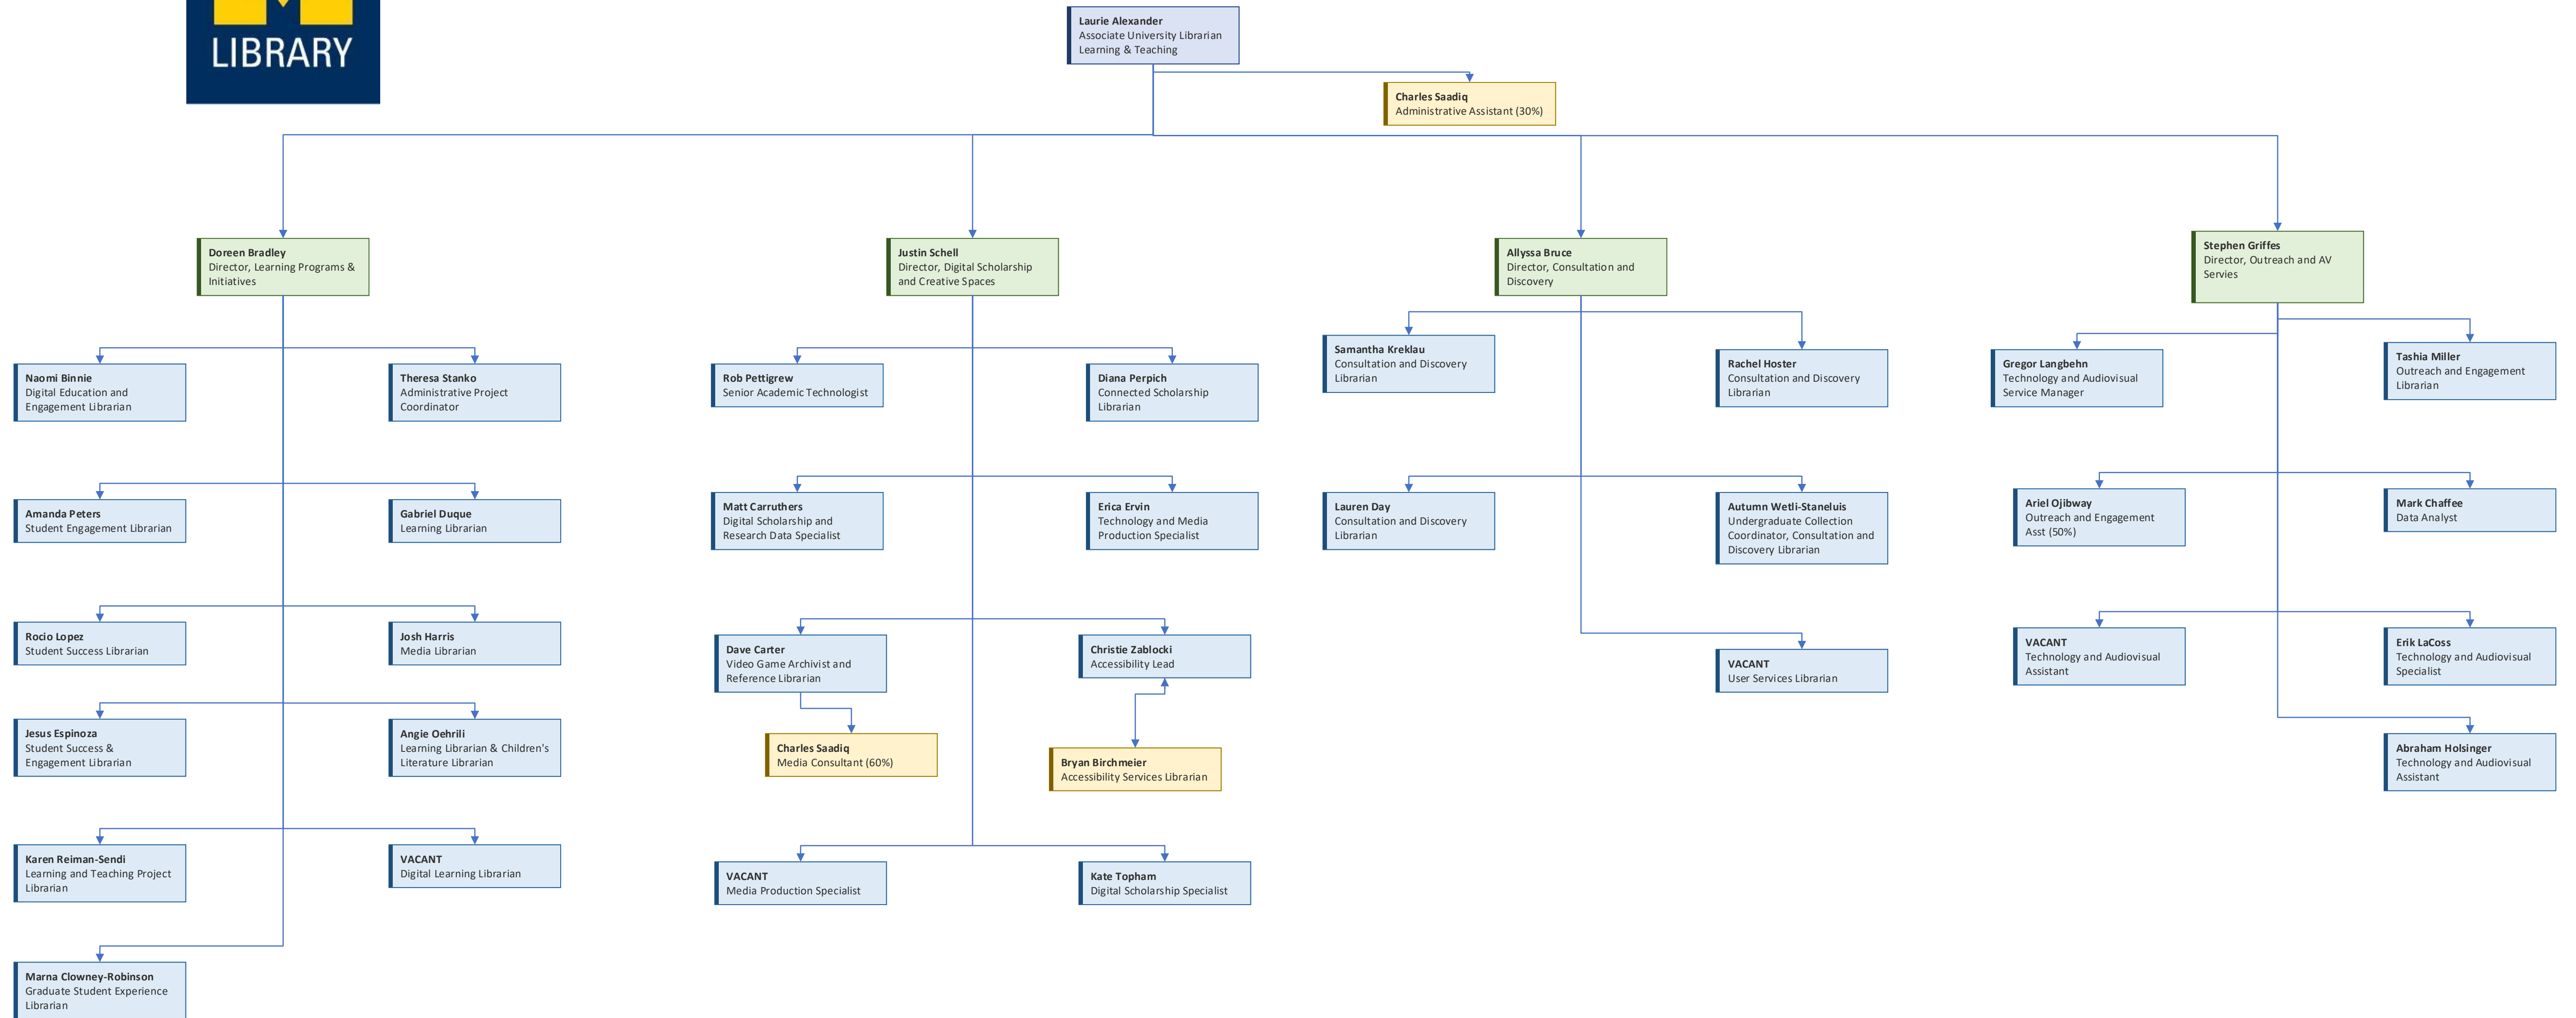 LIBRARY
Laurie Alexander
Associate University Librarian
Learning & Teaching
Charles Saadiq
Administrative Assistant (30%)
Doreen Bradley
Director, Learning Programs &
Initiatives
Naomi Binnie
Digital Education and
Engagement Librarian
Theresa Stanko
Administrative Project
Coordinator
Amanda Peters
Student Engagement Librarian
Gabriel Duque
Learning Librarian
Rocio Lopez
Student Success Librarian
Josh Harris
Media Librarian
Jesus Espinoza
Student Success &
Engagement Librarian
Angie Oehrili
Learning Librarian & Children's
Literature Librarian
Karen Reiman-Sendi
Learning and Teaching Project
Librarian
VACANT
Digital Learning Librarian
Marna Clowney-Robinson
Graduate Student Experience
Librarian
Justin Schell
Director, Digital Scholarship
and Creative Spaces
Rob Pettigrew
Senior Academic Technologist
Diana Perpich
Connected Scholarship
Librarian
Matt Carruthers
Digital Scholarship and
Research Data Specialist
Erica Ervin
Technology and Media
Production Specialist
Dave Carter
Video Game Archivist and
Reference Librarian
Christie Zablocki
Accessibility Lead
Charles Saadiq
Media Consultant (60%)
Bryan Birchmeier
Accessibility Services Librarian
VACANT
Media Production Specialist
Kate Topham
Digital Scholarship Specialist
Allyssa Bruce
Director, Consultation and
Discovery
Samantha Kreklau
Consultation and Discovery
Librarian
Rachel Hoster
Consultation and Discovery
Librarian
Lauren Day
Consultation and Discovery
Librarian
Autumn Wetli-Staneluis
Undergraduate Collection
Coordinator, Consultation and
Discovery Librarian
VACANT
User Services Librarian
Stephen Griffes
Director, Outreach and AV
Servies
Gregor Langbehn
Technology and Audiovisual
Service Manager
Tashia Miller
Outreach and Engagement
Librarian
Ariel Ojibway
Outreach and Engagement
Asst (50%)
Mark Chaffee
Data Analyst
VACANT
Technology and Audiovisual
Assistant
Erik LaCoss
Technology and Audiovisual
Specialist
Abraham Holsinger
Technology and Audiovisual
Assistant